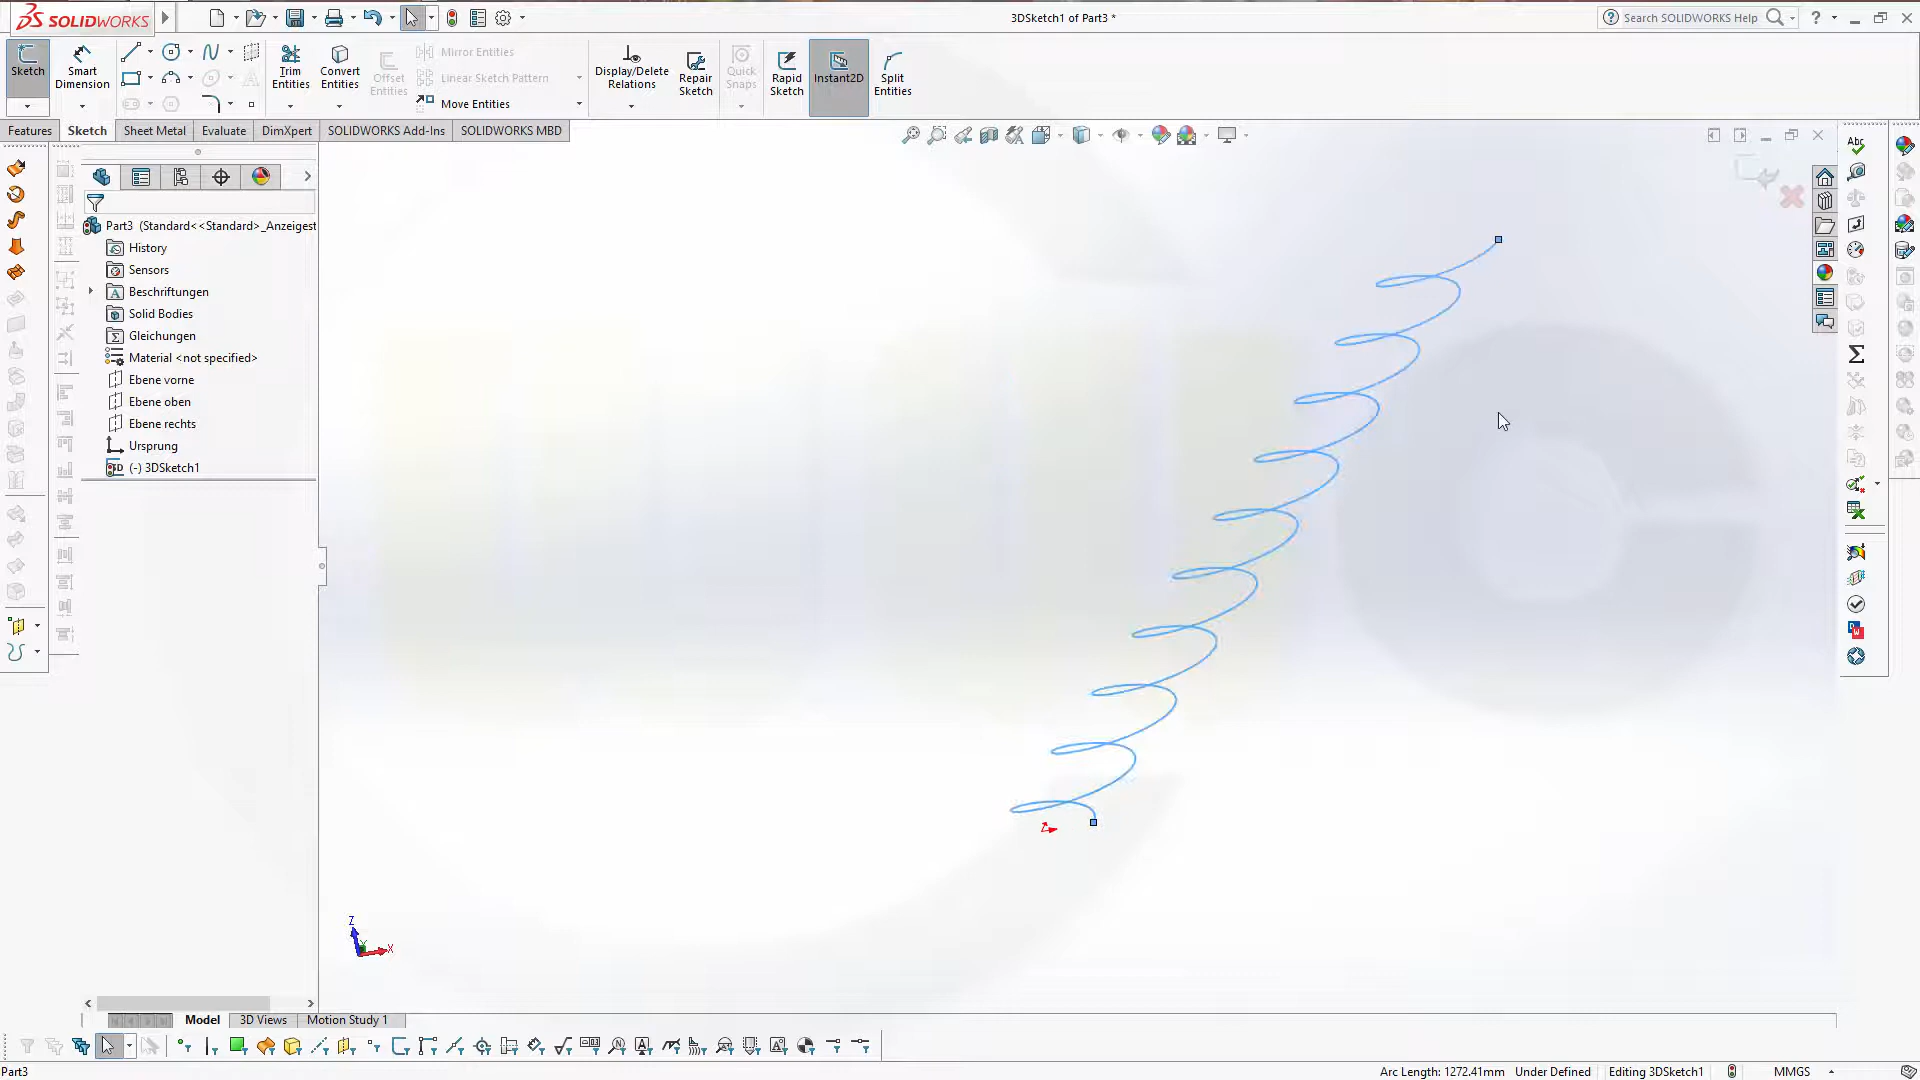 SOLIDWORKS
3DSketch1 of Part3 *
Search SOLIDWORKS Help
Sketch
Smart Dimension
Trim Entities
Convert Entities
Offset Entities
Mirror Entities
Linear Sketch Pattern
Move Entities
Display/Delete Relations
Repair Sketch
Quick Snaps
Rapid Sketch
Instant2D
Split Entities
Features
Sketch
Sheet Metal
Evaluate
DimXpert
SOLIDWORKS Add-Ins
SOLIDWORKS MBD
Part3 (Standard<<Standard>_Anzeigest
History
Sensors
Beschriftungen
Solid Bodies
Gleichungen
Material <not specified>
Ebene vorne
Ebene oben
Ebene rechts
Ursprung
(-) 3DSketch1
Z
Y
X
Model
3D Views
Motion Study 1
Part3
Arc Length: 1272.41mm
Under Defined
Editing 3DSketch1
MMGS